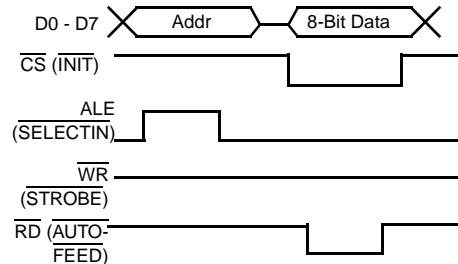 D0 - D7 Addr 8-Bit Data
CS (INIT)
ALE
(SELECTIN)
WR
(STROBE)
RD (AUTO-
FEED)